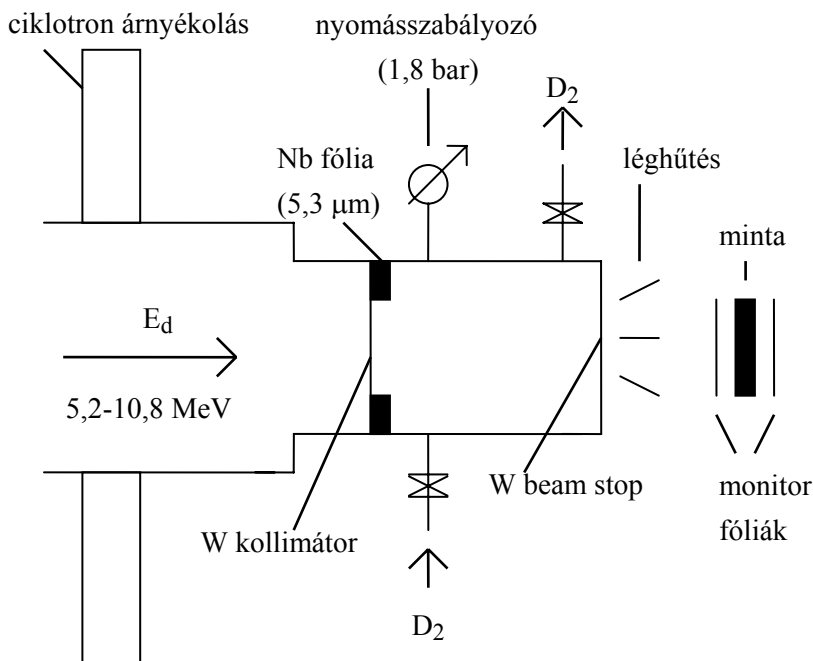 ciklotron árnyékolás
nyomásszabályozó
(1,8 bar)
D2
Nb fólia
(5,3 μm)
léghűtés
minta
Ed
5,2-10,8 MeV
W beam stop
monitor
fóliák
W kollimátor
D2